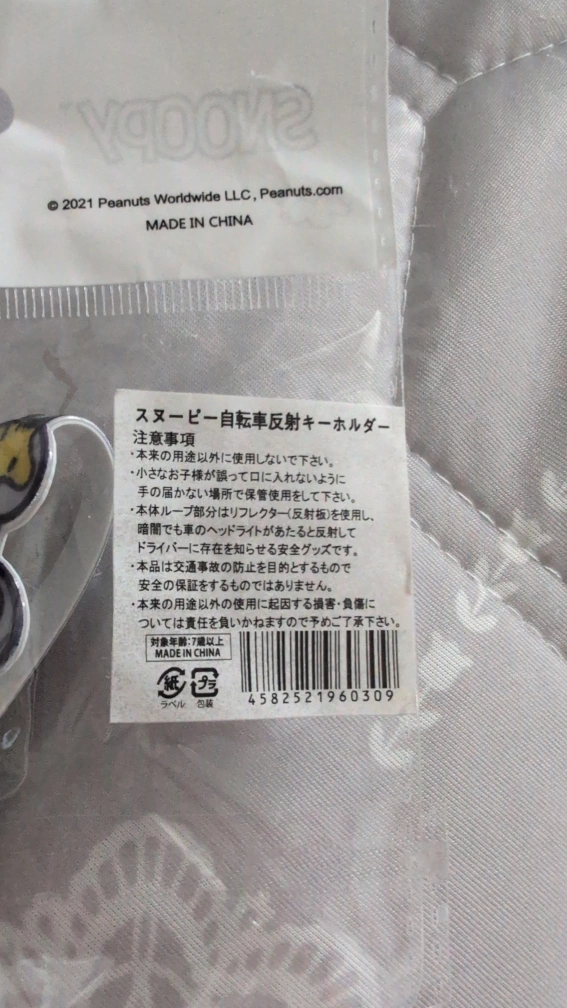 SNOOPY
© 2021 Peanuts Worldwide LLC, Peanuts.com
MADE IN CHINA
スヌーピー自転車反射キーホルダー
注意事項
・本来の用途以外に使用しないで下さい。
・小さなお子様が誤って口に入れないように
手の届かない場所で保管使用をして下さい。
・本体ループ部分はリフレクター(反射板)を使用し、
暗闇でも車のヘッドライトがあたると反射して
ドライバーに存在を知らせる安全グッズです。
・本品は交通事故の防止を目的とするもので
安全の保証をするものではありません。
・本来の用途以外の使用に起因する損害・負傷に
ついては責任を負いかねますので予めご了承下さい。
対象年齢:7歳以上
MADE IN CHINA
紙 プラ
ラベル 包装
4582521960309